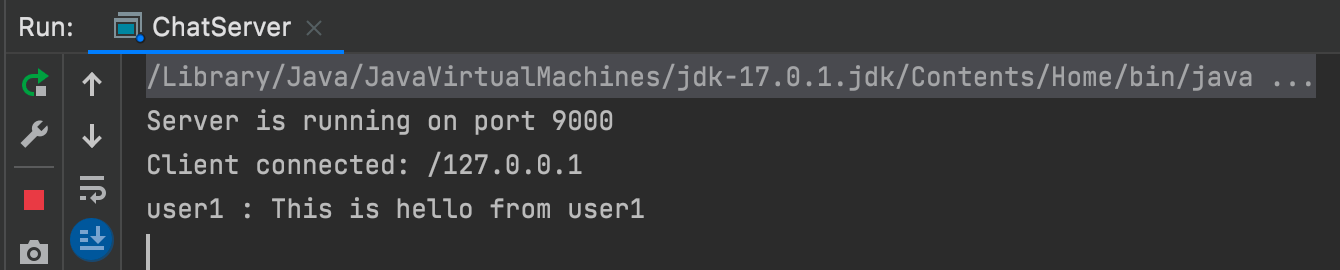 Run: ChatServer
/Library/Java/JavaVirtualMachines/jdk-17.0.1.jdk/Contents/Home/bin/java ...
Server is running on port 9000
Client connected: /127.0.0.1
user1 : This is hello from user1